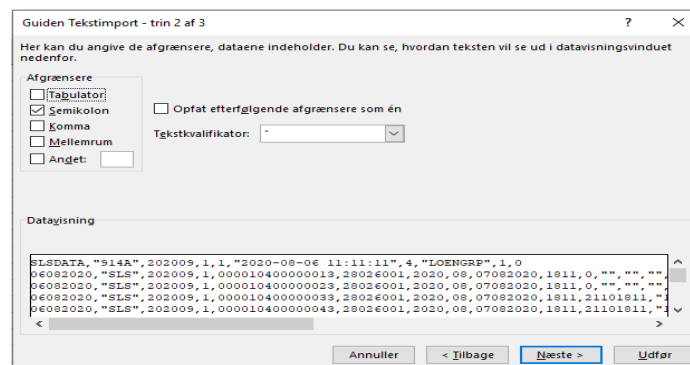 Guiden Tekstimport - trin 2 af 3
Her kan du angive de afgrænsere, dataene indeholder. Du kan se, hvordan teksten vil se ud i datavisningsvinduet
nedenfor.
Afgrænsere
Tabulator
Semikolon
Komma
Mellemrum
Andet:
Opfat efterfølgende afgrænsere som én
Tekstkvalifikator: "
Datavisning
SLSDATA,"914A",202009,1,1,"2020-08-06 11:11:11",4,"LOENGRP",1,0
06082020,"SLS",202009,1,000010400000013,28026001,2020,08,07082020,1811,0,"","","",
06082020,"SLS",202009,1,000010400000023,28026001,2020,08,07082020,1811,0,"","","",
06082020,"SLS",202009,1,000010400000033,28026001,2020,08,07082020,1811,21101811,"1
06082020,"SLS",202009,1,000010400000043,28026001,2020,08,07082020,1811,21101811,"1
Annuller
< Tilbage
Næste >
Udfør